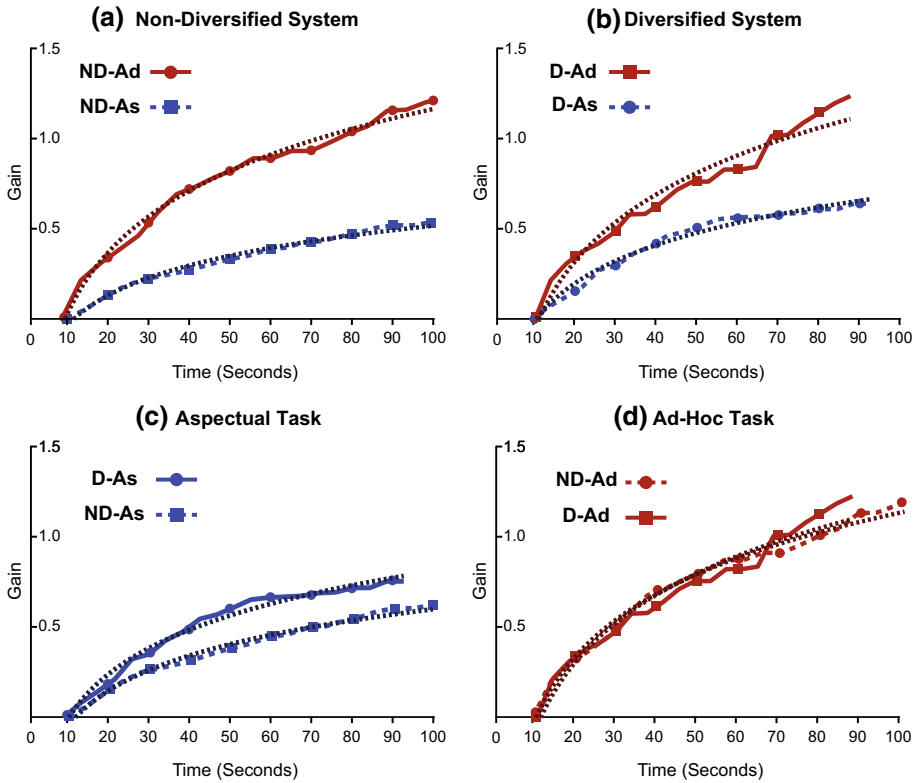 (a) Non-Diversified System
1.5
1.0
0.5
Gain
ND-Ad
ND-As
0 10 20 30 40 50 60 70 80 90 100
Time (Seconds)
(b) Diversified System
1.5
1.0
0.5
Gain
D-Ad
D-As
0 10 20 30 40 50 60 70 80 90 100
Time (Seconds)
(c) Aspectual Task
1.5
1.0
0.5
Gain
D-As
ND-As
0 10 20 30 40 50 60 70 80 90 100
Time (Seconds)
(d) Ad-Hoc Task
1.5
1.0
0.5
Gain
ND-Ad
D-Ad
0 10 20 30 40 50 60 70 80 90 100
Time (Seconds)